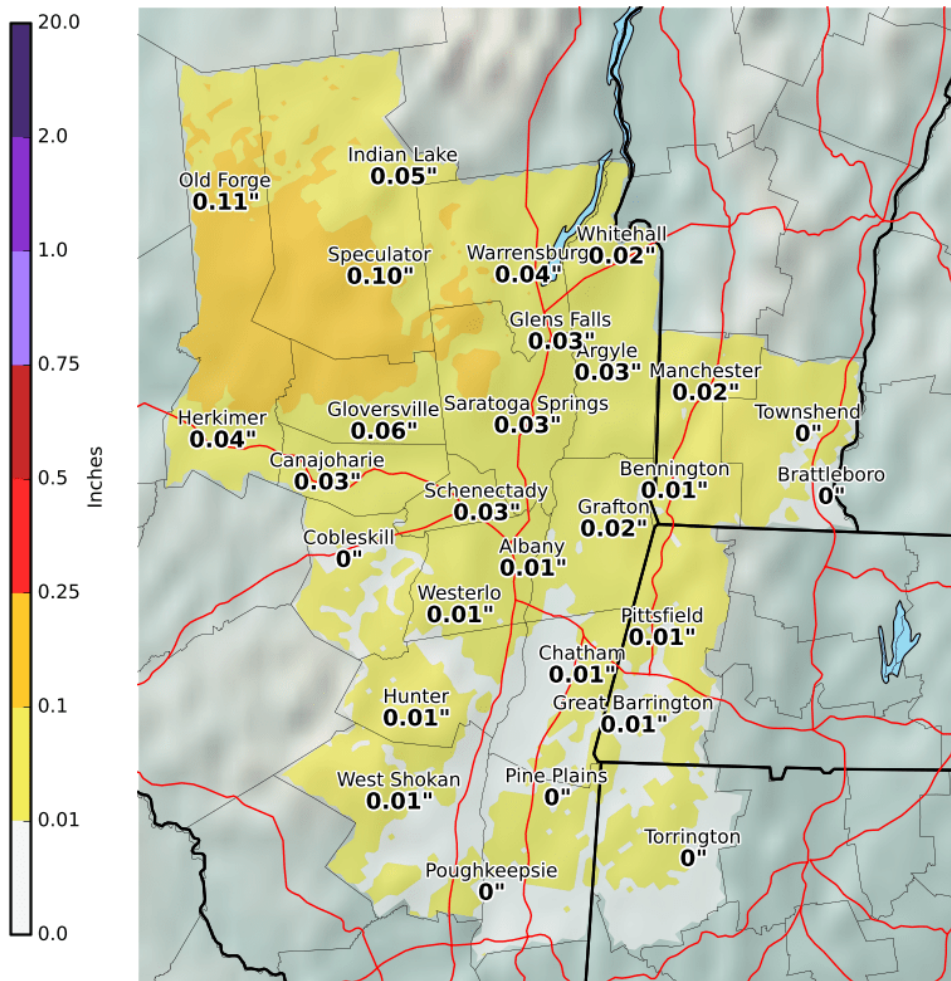 20.0
2.0
1.0
0.75
0.5
0.25
0.1
0.01
0.0
Inches
Indian Lake
0.05"
Old Forge
0.11"
Whitehall
0.02"
Speculator
0.10"
Warrensburg
0.04"
Glens Falls
0.03"
Argyle
0.03"
Manchester
0.02"
Herkimer
0.04"
Gloversville
0.06"
Saratoga Springs
0.03"
Townshend
0"
Canajoharie
0.03"
Bennington
0.01"
Brattleboro
0"
Schenectady
0.03"
Grafton
0.02"
Cobleskill
0"
Albany
0.01"
Westerlo
0.01"
Pittsfield
0.01"
Chatham
0.01"
Hunter
0.01"
Great Barrington
0.01"
West Shokan
0.01"
Pine Plains
0"
Torrington
0"
Poughkeepsie
0"